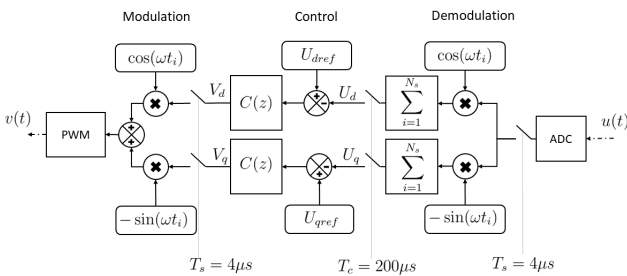 Modulation Control Demodulation
cos(ωt_i) U_dref cos(ωt_i)
V_d C(z) U_d N_s ∑ i=1
v(t) PWM ADC u(t)
V_q C(z) U_q N_s ∑ i=1
− sin(ωt_i) U_qref − sin(ωt_i)
T_s = 4μs T_c = 200μs T_s = 4μs